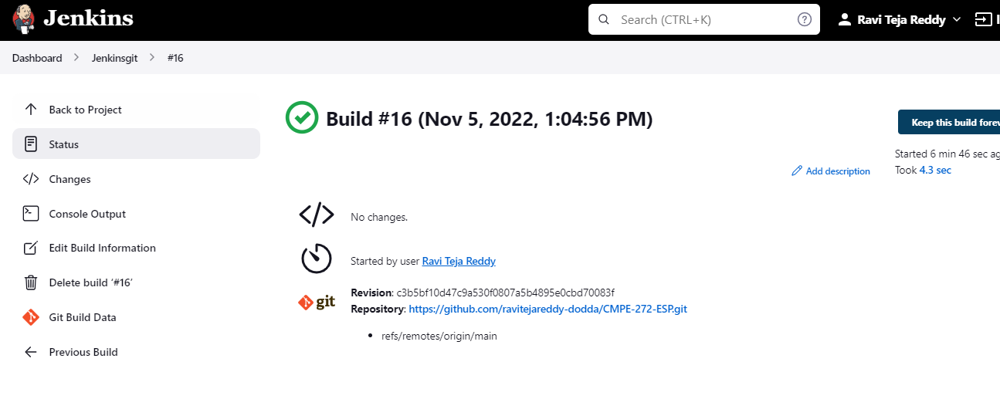 Jenkins
Search (CTRL+K)
Ravi Teja Reddy
Dashboard
Jenkinsgit
#16
Back to Project
Status
Changes
Console Output
Edit Build Information
Delete build ‘#16’
Git Build Data
Previous Build
Build #16 (Nov 5, 2022, 1:04:56 PM)
Keep this build
Started 6 min 46 sec
Took 4.3 sec
Add description
No changes.
Started by user Ravi Teja Reddy
git
Revision: c3b5bf10d47c9a530f0807a5b4895e0cbd70083f
Repository: https://github.com/ravitejareddy-dodda/CMPE-272-ESP.git
refs/remotes/origin/main